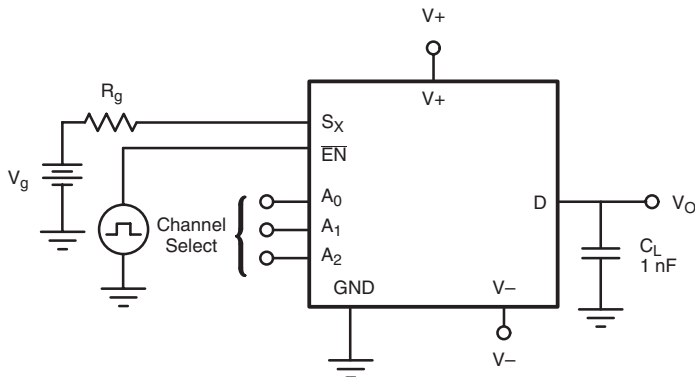 V+
V+
Rg
SX
EN
Vg
A0
Channel
Select
A1
A2
D
VO
CL
1 nF
GND
V–
V–